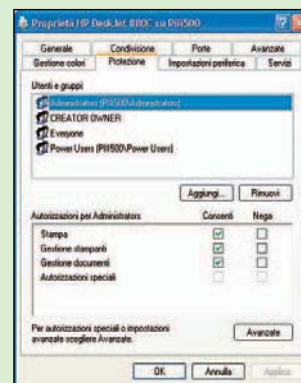 Proprietà HP DeskJet 880C su Piii500
Generale Condivisione Porte Avanzate
Gestione colori Protezione Impostazioni periferica Servizi
Utenti e gruppi
Administrators (PIII500\Administrators)
CREATOR OWNER
Everyone
Power Users (PIII500\Power Users)
Aggiungi... Rimuovi
Autorizzazioni per Administrators Consenti Nega
Stampa
Gestione stampanti
Gestione documenti
Autorizzazioni speciali
Per autorizzazioni speciali o impostazioni
avanzate scegliere Avanzate. Avanzate
OK Annulla Applica